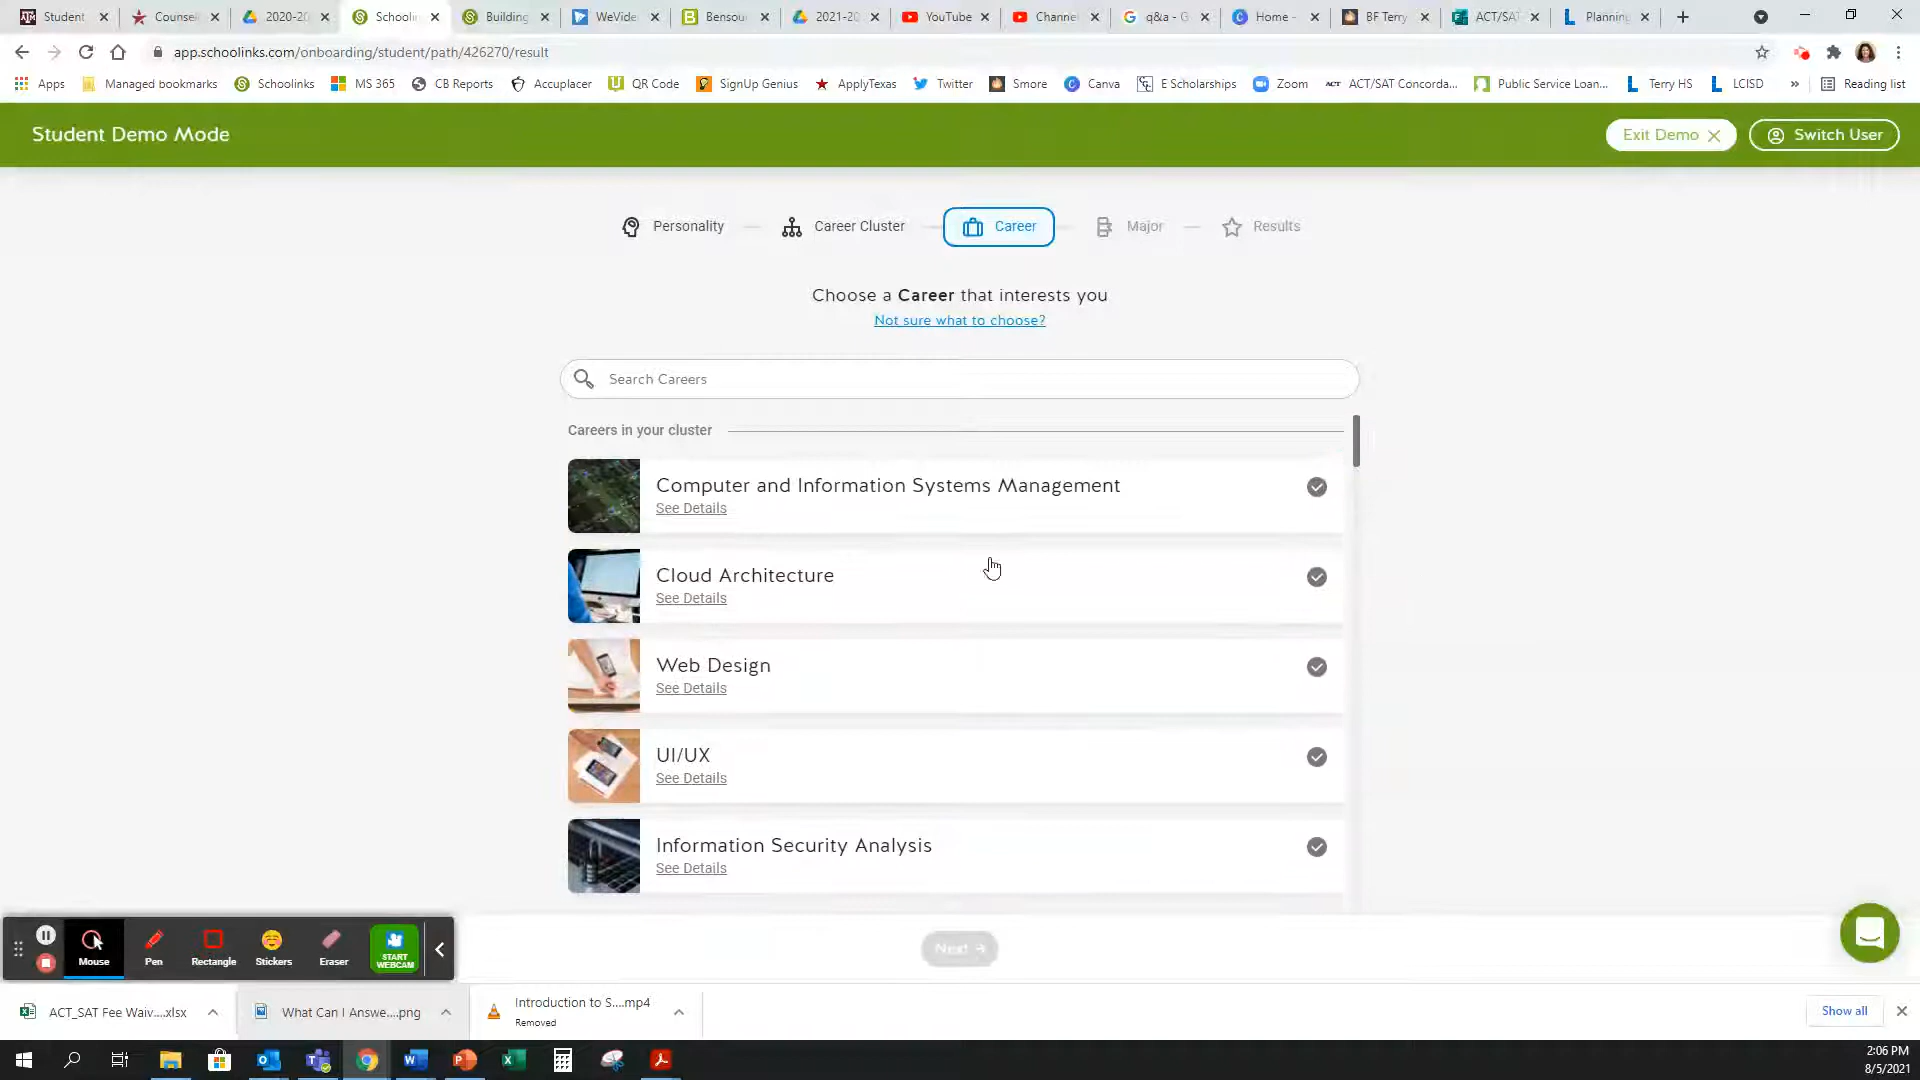 Student
Counsel
2020-20
Schoolin
Building
WeVide
Bensou
2021-20
YouTube
Channel
q&a - G
Home -
BF Terry
ACT/SAT
Planning
app.schoolinks.com/onboarding/student/path/426270/result
Apps
Managed bookmarks
Schoolinks
MS 365
CB Reports
Accuplacer
QR Code
SignUp Genius
ApplyTexas
Twitter
Smore
Canva
E Scholarships
Zoom
ACT/SAT Concorda...
Public Service Loan...
Terry HS
LCISD
»
Reading list
Student Demo Mode
Exit Demo
Switch User
Personality
Career Cluster
Career
Major
Results
Choose a Career that interests you
Not sure what to choose?
Search Careers
Careers in your cluster
Computer and Information Systems Management
See Details
Cloud Architecture
See Details
Web Design
See Details
UI/UX
See Details
Information Security Analysis
See Details
Mouse
Pen
Rectangle
Stickers
Eraser
START
WEBCAM
Next
ACT_SAT Fee Waiv....xlsx
What Can I Answe....png
Introduction to S....mp4
Removed
Show all
2:06 PM
8/5/2021